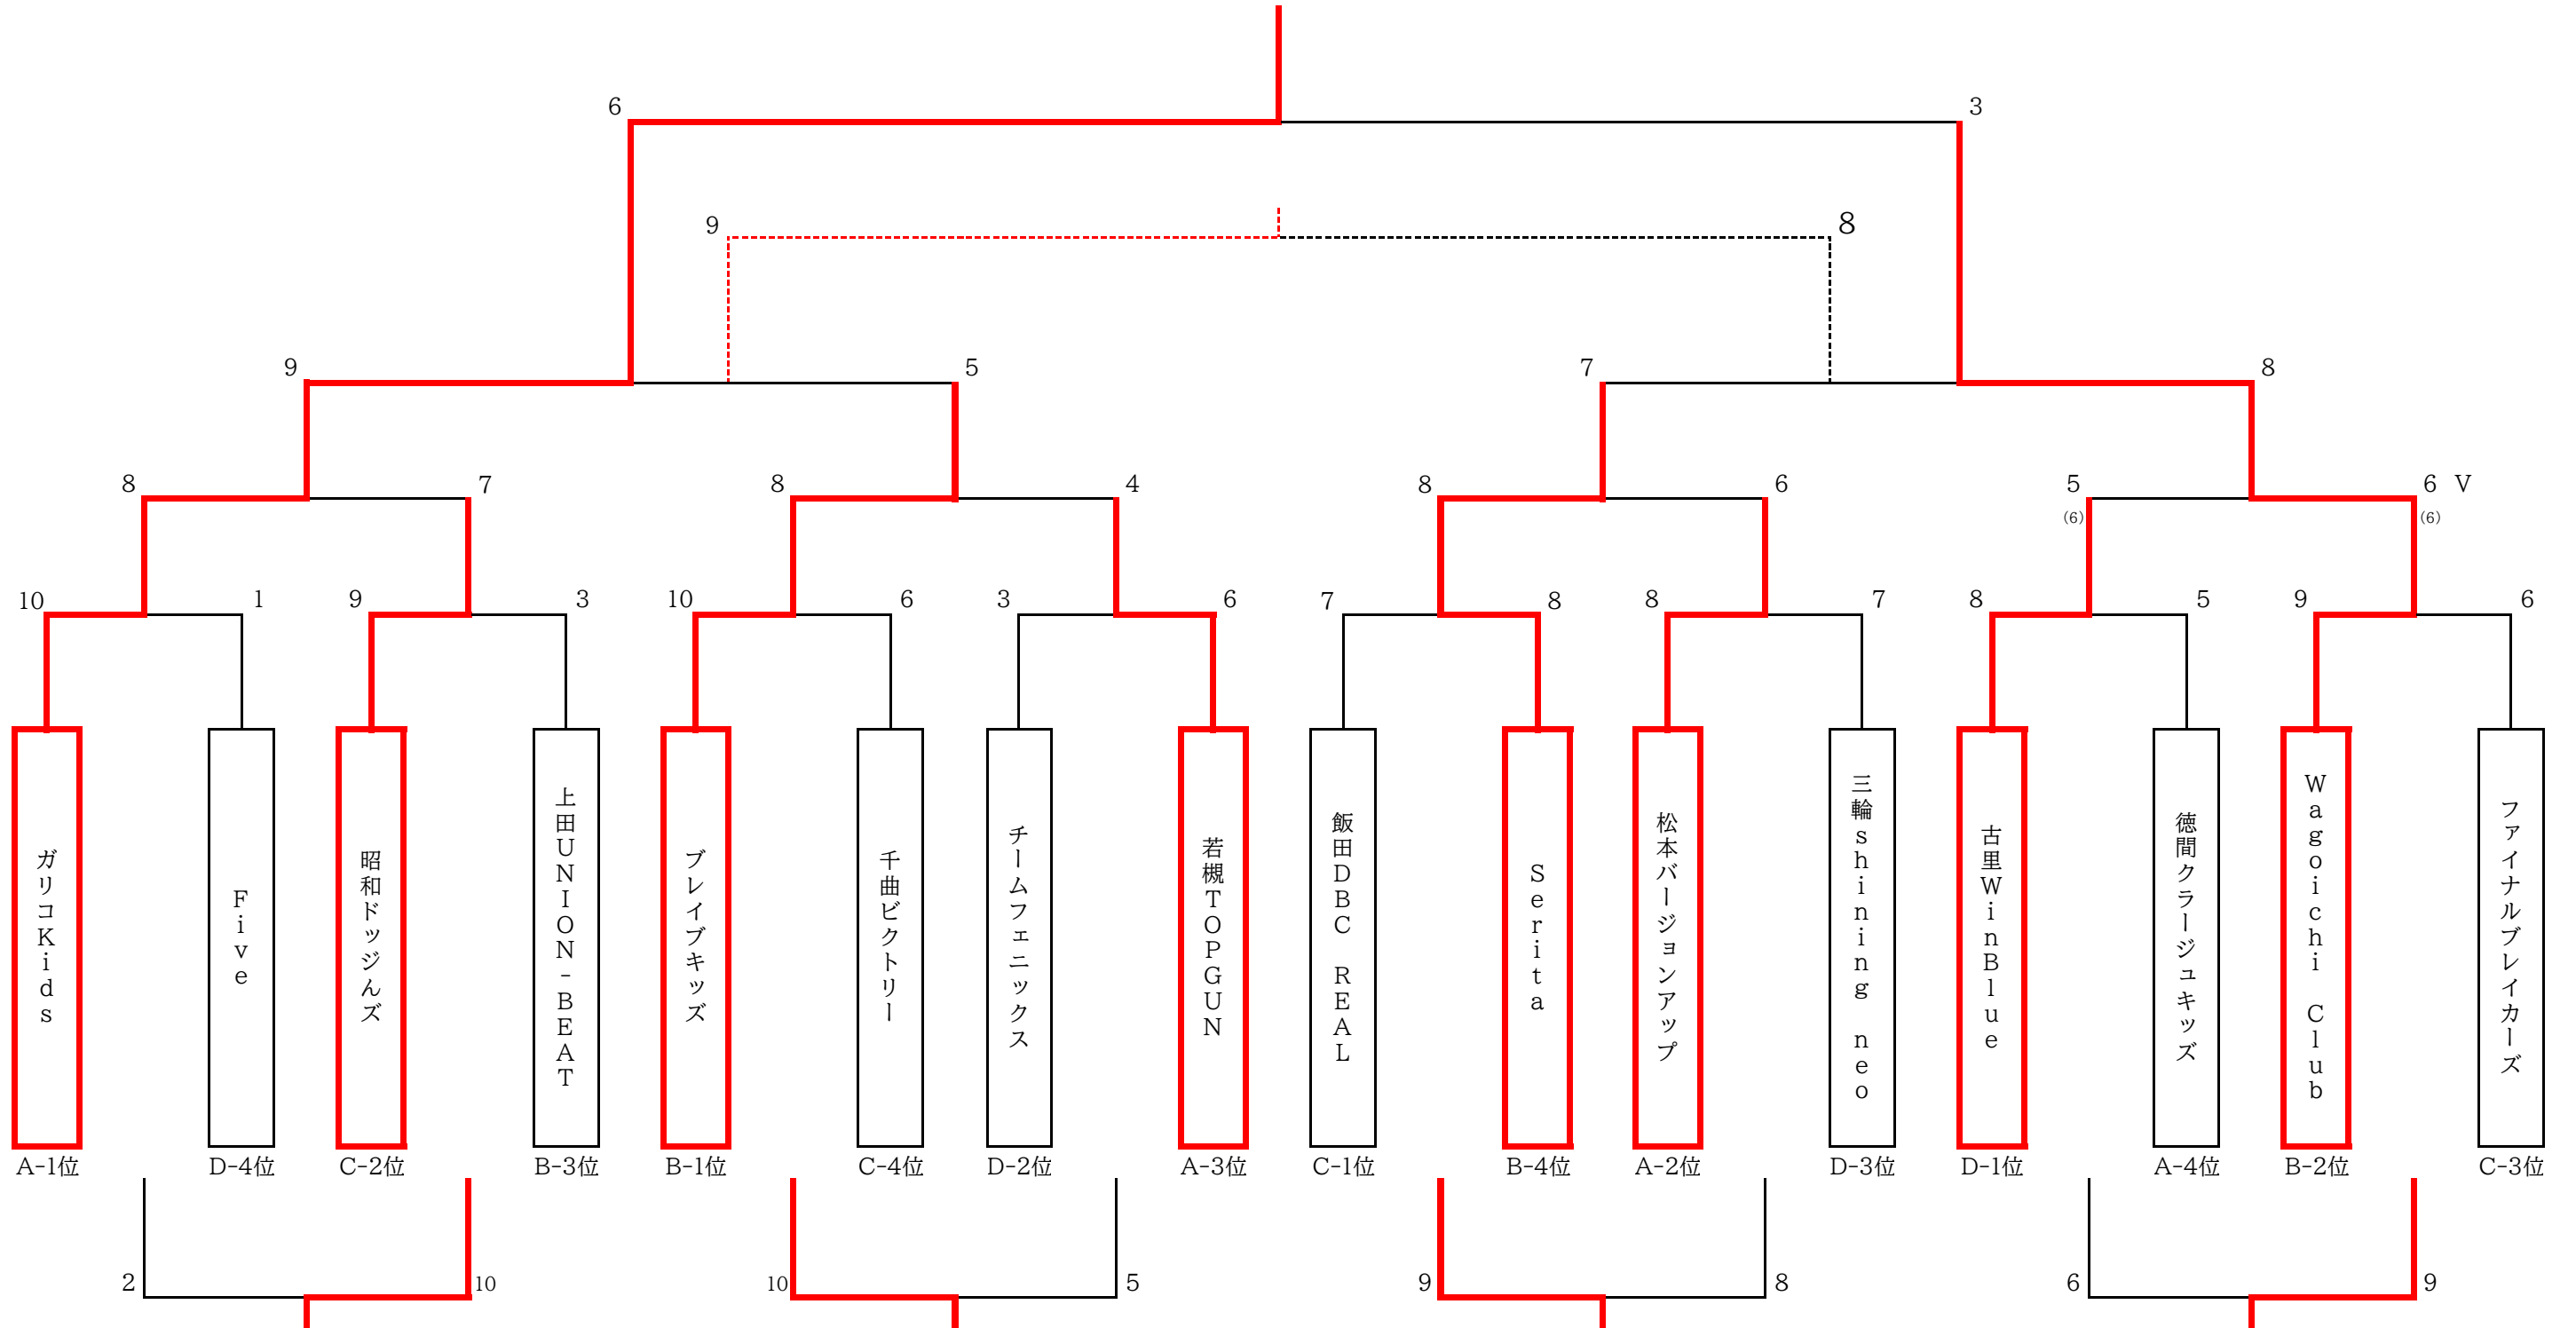 6 3
9 8
9 5 7 8
8 7 8 4 8 6 5 6 V
(6) (6)
10 1 9 3 10 6 3 6 7 8 8 7 8 5 9 6
ガリコKids
Five
昭和ドッジんズ
上田UNION-BEAT
ブレイブキッズ
千曲ビクトリー
チームフェニックス
若槻TOPGUN
飯田DBC REAL
Serita
松本バージョンアップ
三輪shining neo
古里WinBlue
徳間クラージュキッズ
Wagoichi Club
ファイナルブレイカーズ
A-1位 D-4位 C-2位 B-3位 B-1位 C-4位 D-2位 A-3位 C-1位 B-4位 A-2位 D-3位 D-1位 A-4位 B-2位 C-3位
2 10 10 5 9 8 6 9